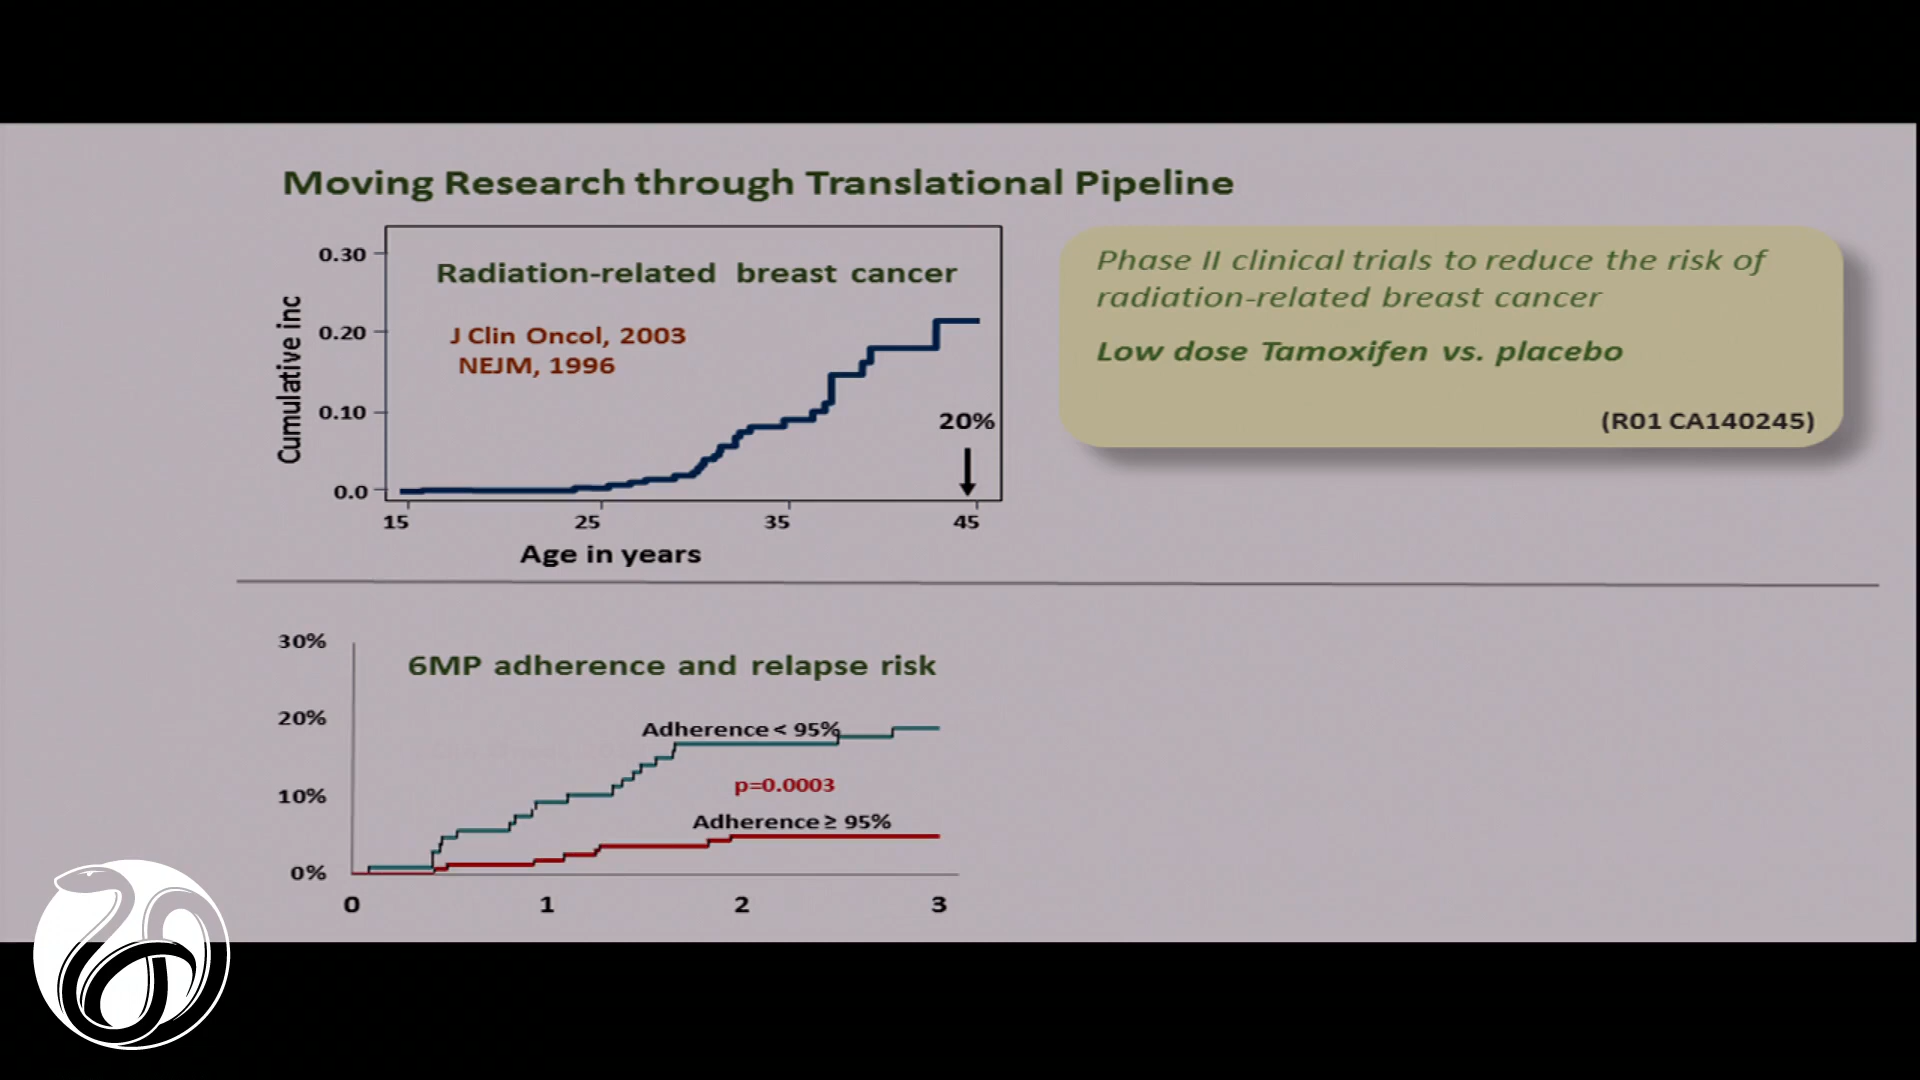 Moving Research through Translational Pipeline
Radiation-related breast cancer
J Clin Oncol, 2003
NEJM, 1996
Cumulative inc
0.30
0.20
0.10
0.0
20%
15 25 35 45
Age in years
Phase II clinical trials to reduce the risk of
radiation-related breast cancer
Low dose Tamoxifen vs. placebo
(R01 CA140245)
6MP adherence and relapse risk
30%
20%
10%
0%
Adherence < 95%
p=0.0003
Adherence ≥ 95%
0 1 2 3